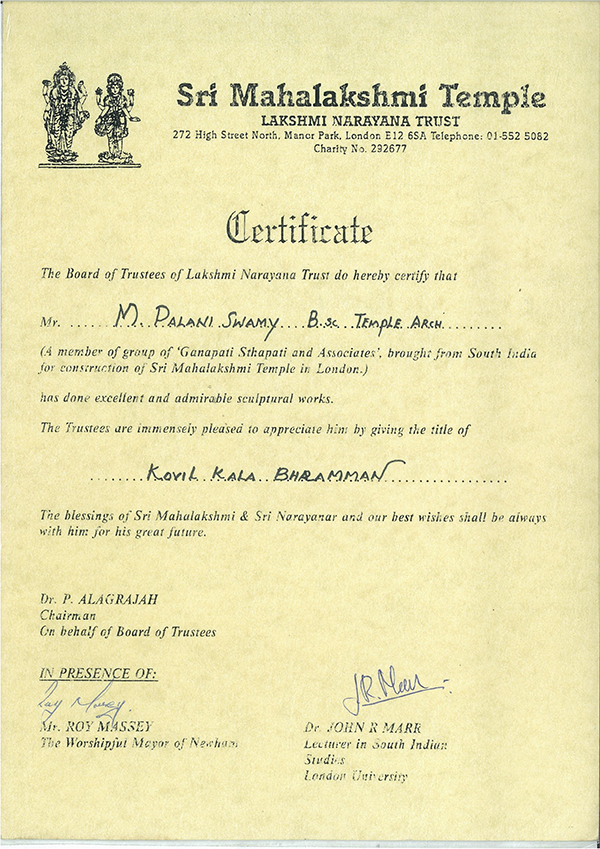 Sri Mahalakshmi Temple
LAKSHMI NARAYANA TRUST
272 High Street North, Manor Park, London E12 6SA Telephone: 01-552 5082
Charity No. 292677
Certificate
The Board of Trustees of Lakshmi Narayana Trust do hereby certify that
Mr. ...... M. PALANI SWAMY .... B.Sc. TEMPLE ARCH..........
(A member of group of 'Ganapati Sthapati and Associates', brought from South India
for construction of Sri Mahalakshmi Temple in London.)
has done excellent and admirable sculptural works.
The Trustees are immensely pleased to appreciate him by giving the title of
......... KOVIL KALA BHRAMMAN ....................
The blessings of Sri Mahalakshmi & Sri Narayanar and our best wishes shall be always
with him for his great future.
Dr. P. ALAGRAJAH
Chairman
On behalf of Board of Trustees
IN PRESENCE OF:
Roy Massey.
J.R. Marr
Mr. ROY MASSEY
The Worshipful Mayor of Newham
Dr. JOHN R MARR
Lecturer in South Indian
Studies
London University